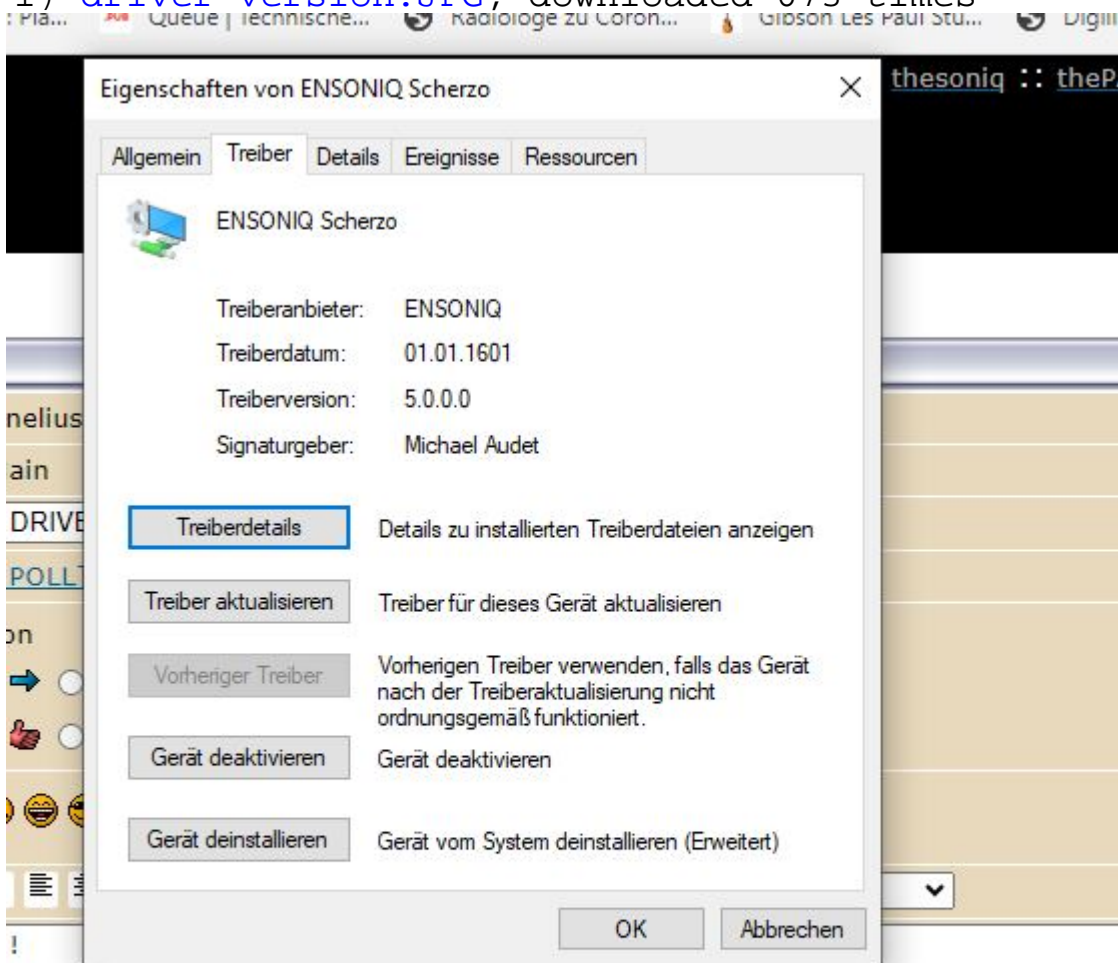 1) driver version.JPG, downloaded 673 times
Queue | Technische...
Radiologe zu Coron...
Gibson Les Paul Stu...
thesoniq :: theP
Eigenschaften von ENSONIQ Scherzo
Allgemein Treiber Details Ereignisse Ressourcen
ENSONIQ Scherzo
Treiberanbieter: ENSONIQ
Treiberdatum: 01.01.1601
Treiberversion: 5.0.0.0
Signaturgeber: Michael Audet
nelius
ain
DRIVE
POLL
on
Treiberdetails Details zu installierten Treiberdateien anzeigen
Treiber aktualisieren Treiber für dieses Gerät aktualisieren
Vorheriger Treiber Vorherigen Treiber verwenden, falls das Gerät
nach der Treiberaktualisierung nicht
ordnungsgemäß funktioniert.
Gerät deaktivieren Gerät deaktivieren
Gerät deinstallieren Gerät vom System deinstallieren (Erweitert)
OK Abbrechen
!